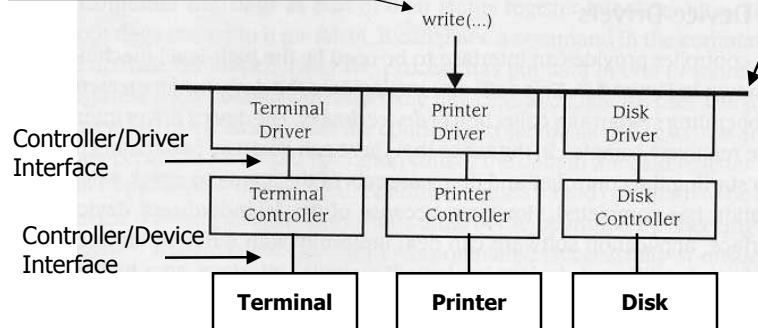 write(...)
Terminal
Driver
Printer
Driver
Disk
Driver
Controller/Driver
Interface
Terminal
Controller
Printer
Controller
Disk
Controller
Controller/Device
Interface
Terminal
Printer
Disk